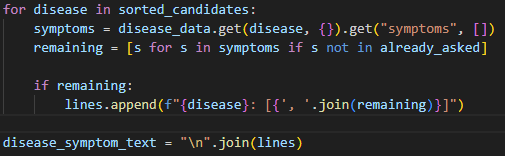 for disease in sorted_candidates:
    symptoms = disease_data.get(disease, {}).get("symptoms", [])
    remaining = [s for s in symptoms if s not in already_asked]

    if remaining:
        lines.append(f"{disease}: [{', '.join(remaining)}]")

disease_symptom_text = "\n".join(lines)